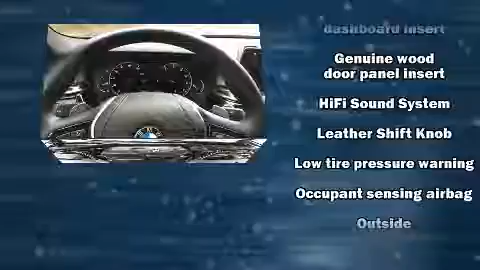 dashboard insert
Genuine wood
door panel insert
HiFi Sound System
Leather Shift Knob
Low tire pressure warning
Occupant sensing airbag
Outside